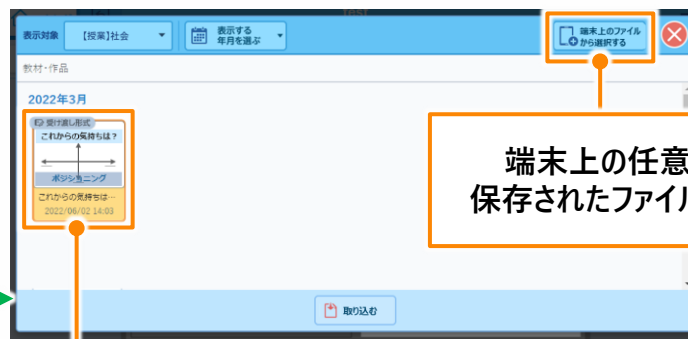 表示対象
【授業】社会
表示する
年月を選ぶ
端末上のファイル
から選択する
教材・作品
2022年3月
受け渡し形式
これからの気持ちは？
ポジショニング
これからの気持ちは…
2022/06/02 14:03
端末上の任意
保存されたファイル
取り込む